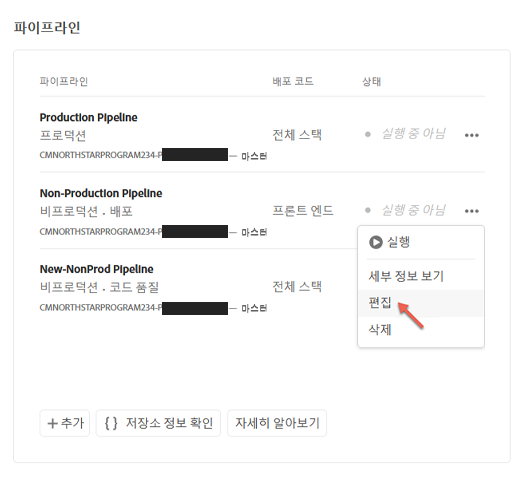 파이프라인
파이프라인 배포 코드 상태
Production Pipeline
프로덕션 전체 스택 실행 중 아님
CMNORTHSTARPROGRAM234-P — 마스터
Non-Production Pipeline
비프로덕션 . 배포 프론트 엔드 실행 중 아님
CMNORTHSTARPROGRAM234-P — 마스터
실행
New-NonProd Pipeline
비프로덕션 . 코드 품질 전체 스택
CMNORTHSTARPROGRAM234-P — 마스터
세부 정보 보기
편집
삭제
추가 저장소 정보 확인 자세히 알아보기